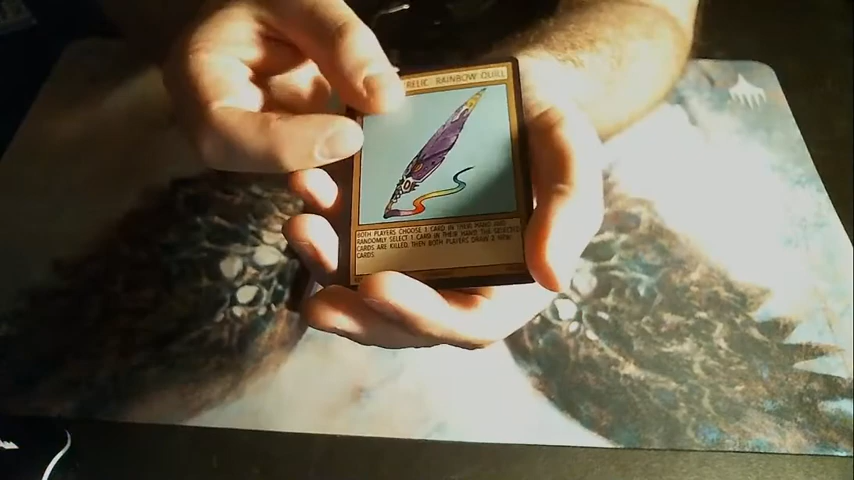 RELIC: RAINBOW QUILL
BOTH PLAYERS CHOOSE 1 CARD IN THEIR HAND AND
RANDOMLY SELECT 1 CARD IN THEIR HAND. THE SELECTED
CARDS ARE KILLED. THEN BOTH PLAYERS DRAW 2 NEW
CARDS